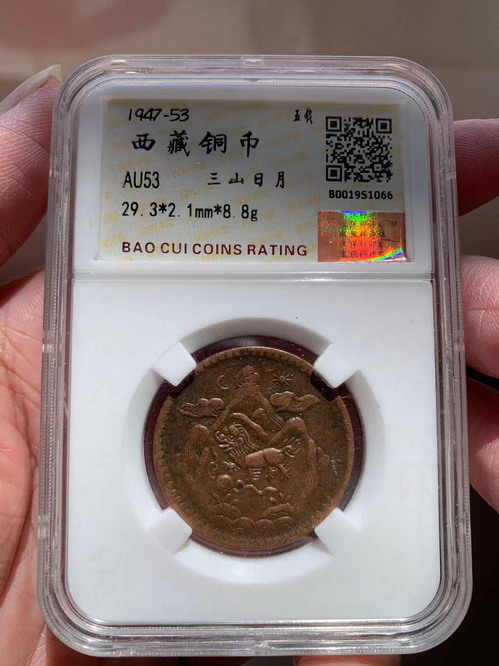 1947-53 五钱
西藏铜币
AU53 三山日月
29.3*2.1mm*8.8g
B0019S1066
BAO CUI COINS RATING